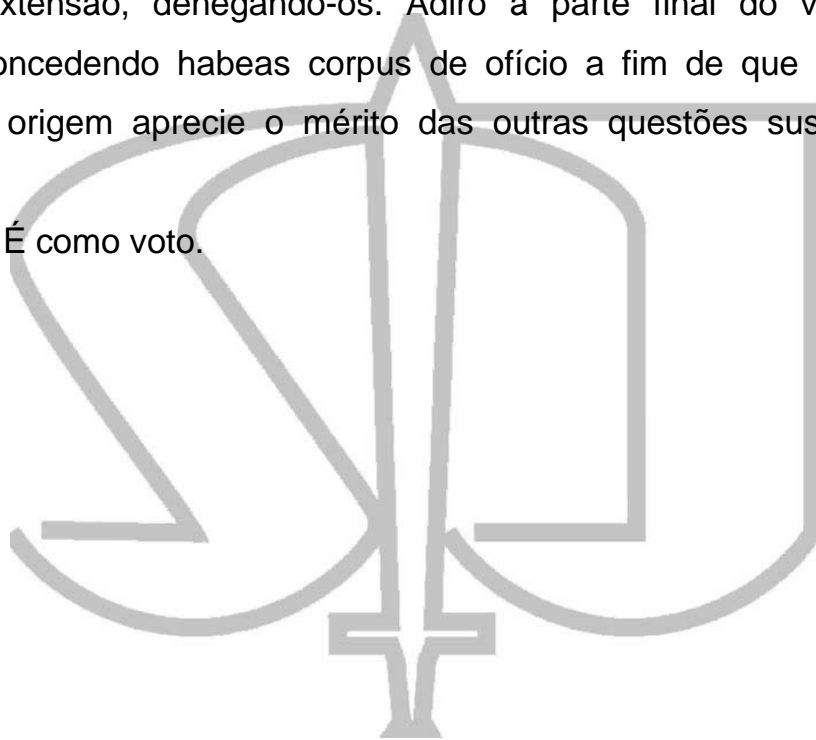 extensão, denegando-os. Adiro à parte final do v
oncedendo habeas corpus de ofício a fim de que
origem aprecie o mérito das outras questões sus
É como voto.